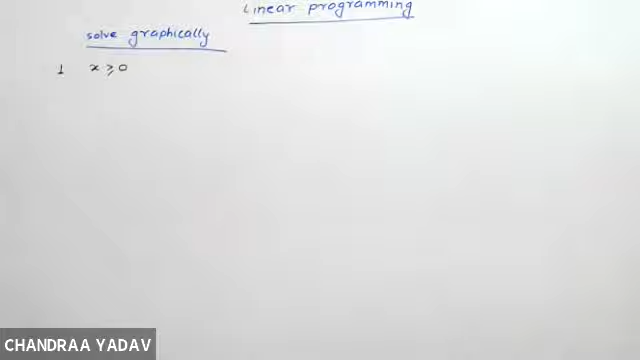 Linear programming
solve graphically
1 x ≥ 0
CHANDRAA YADAV